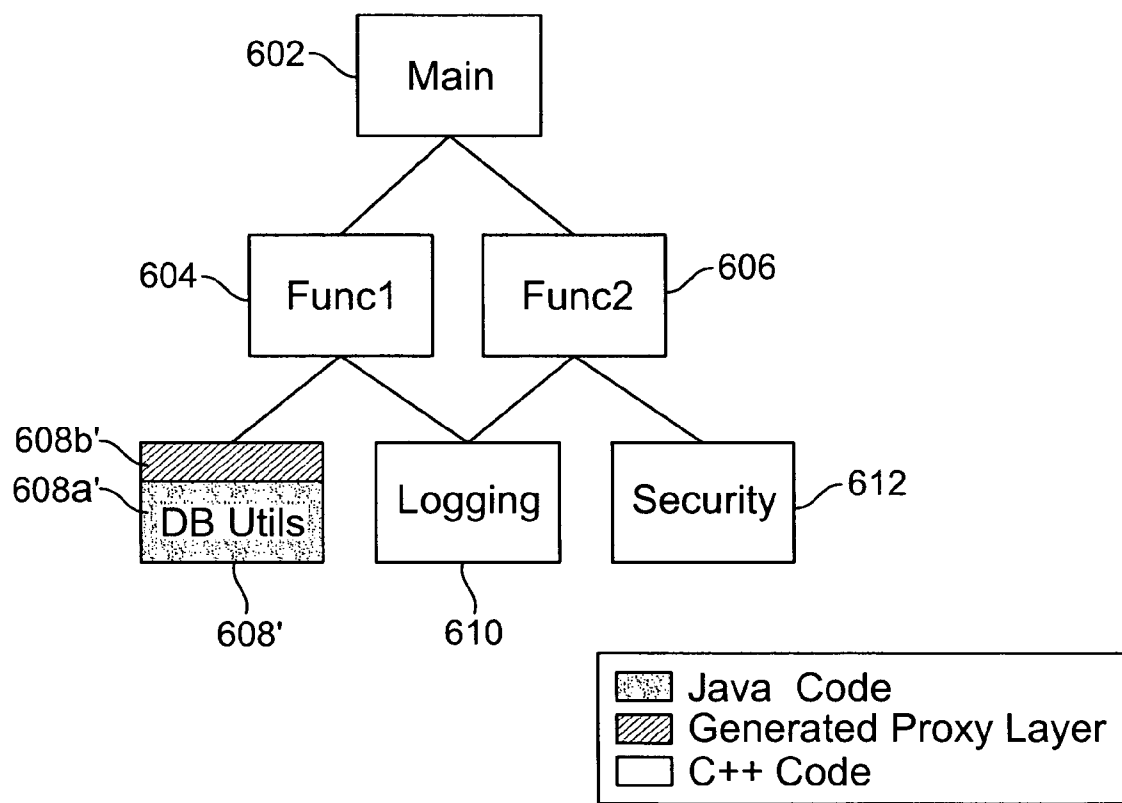 602
Main
604
Func1
Func2
606
608b'
608a'
DB Utils
Logging
Security
612
608'
610
Java Code
Generated Proxy Layer
C++ Code